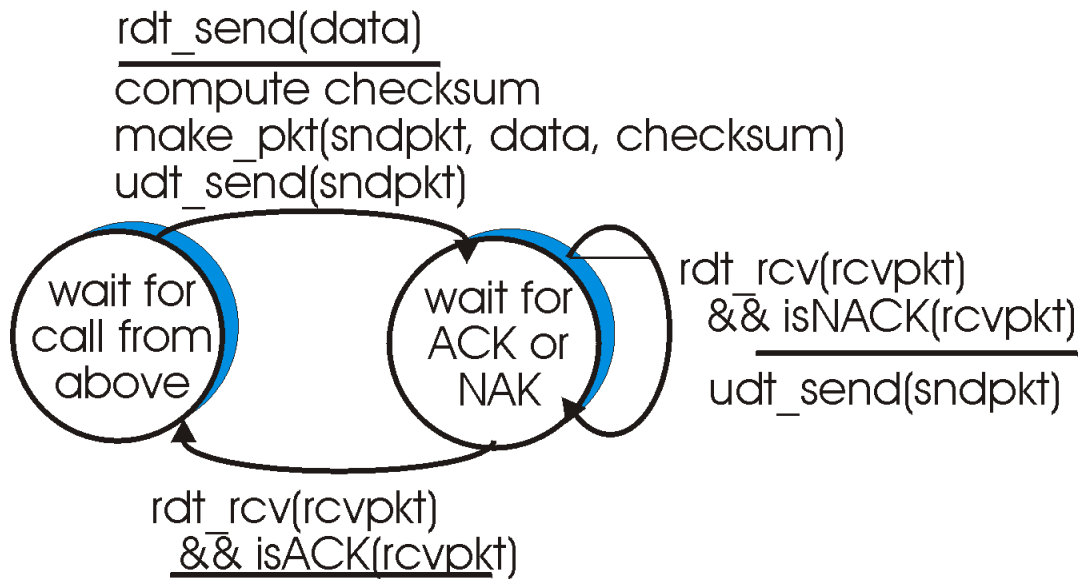 rdt_send(data)
compute checksum
make_pkt(sndpkt, data, checksum)
udt_send(sndpkt)
wait for
call from
above
wait for
ACK or
NAK
rdt_rcv(rcvpkt)
&& isNACK(rcvpkt)
udt_send(sndpkt)
rdt_rcv(rcvpkt)
&& isACK(rcvpkt)